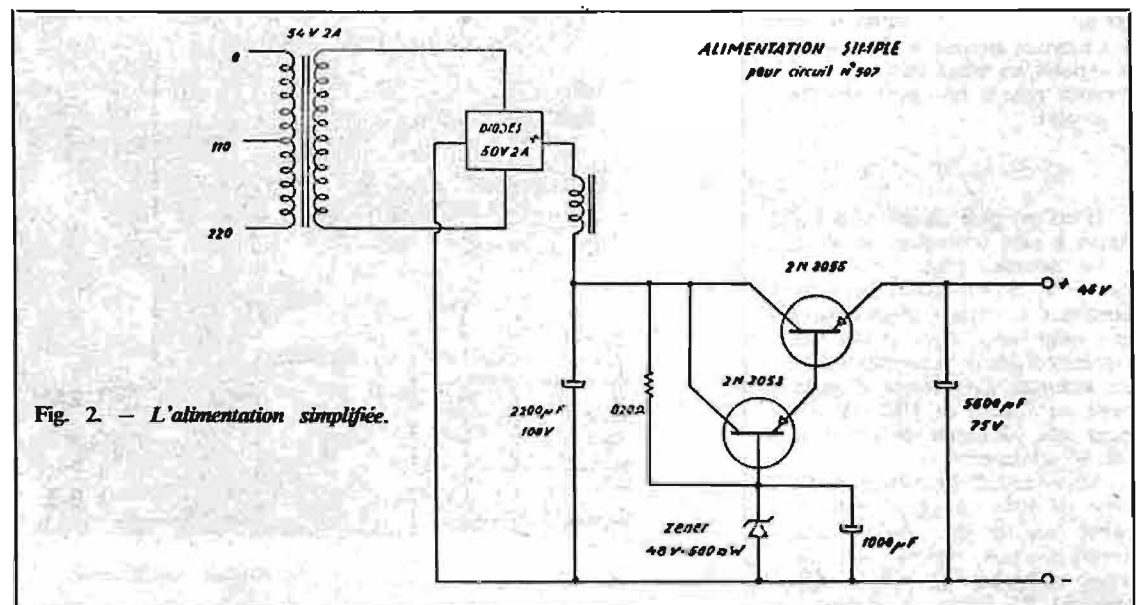 54V 2A
ALIMENTATION SIMPLE
pour circuit N°507
0
110
220
DIODES
50V 2A
+
2N 3055
+ 46V
2N 3053
2200µF
100V
820Ω
5600µF
75V
Fig. 2. — L'alimentation simplifiée.
Zener
48V-500mW
1000µF
-